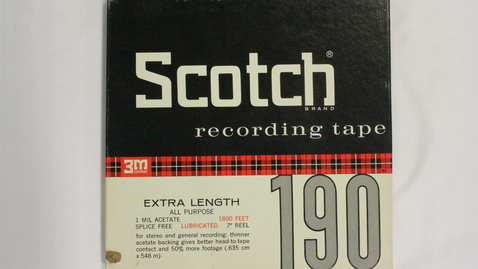 Scotch®
BRAND
recording tape
3M
EXTRA LENGTH
ALL PURPOSE
1 MIL ACETATE 1800 FEET
SPLICE FREE LUBRICATED 7" REEL
for stereo and general recording; thinner
acetate backing gives better head-to-tape
contact and 50% more footage (.635 cm
x 548 m)
190